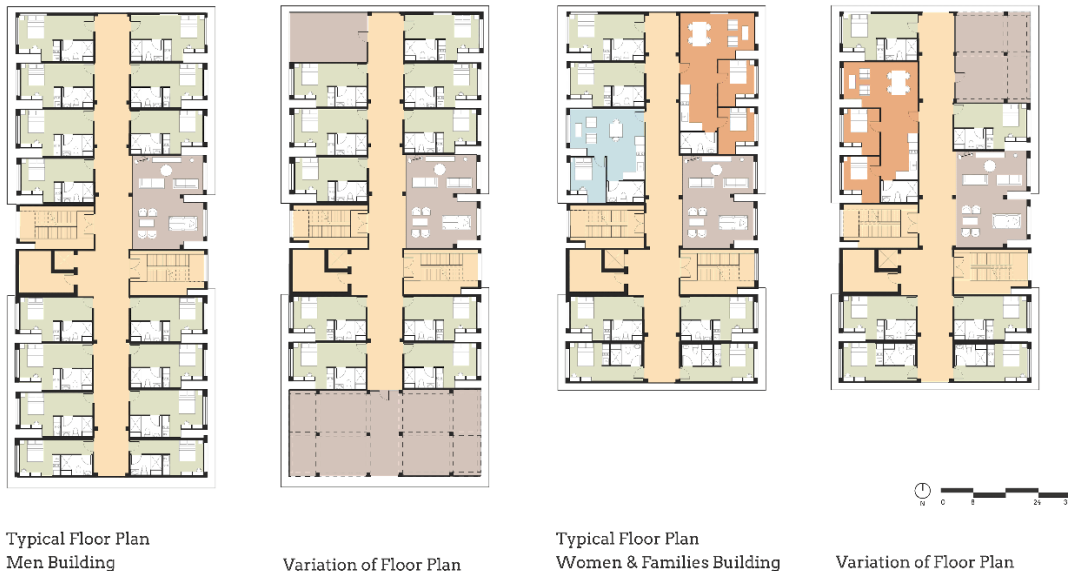 N
0
8
24
Typical Floor Plan
Men Building
Variation of Floor Plan
Typical Floor Plan
Women & Families Building
Variation of Floor Plan